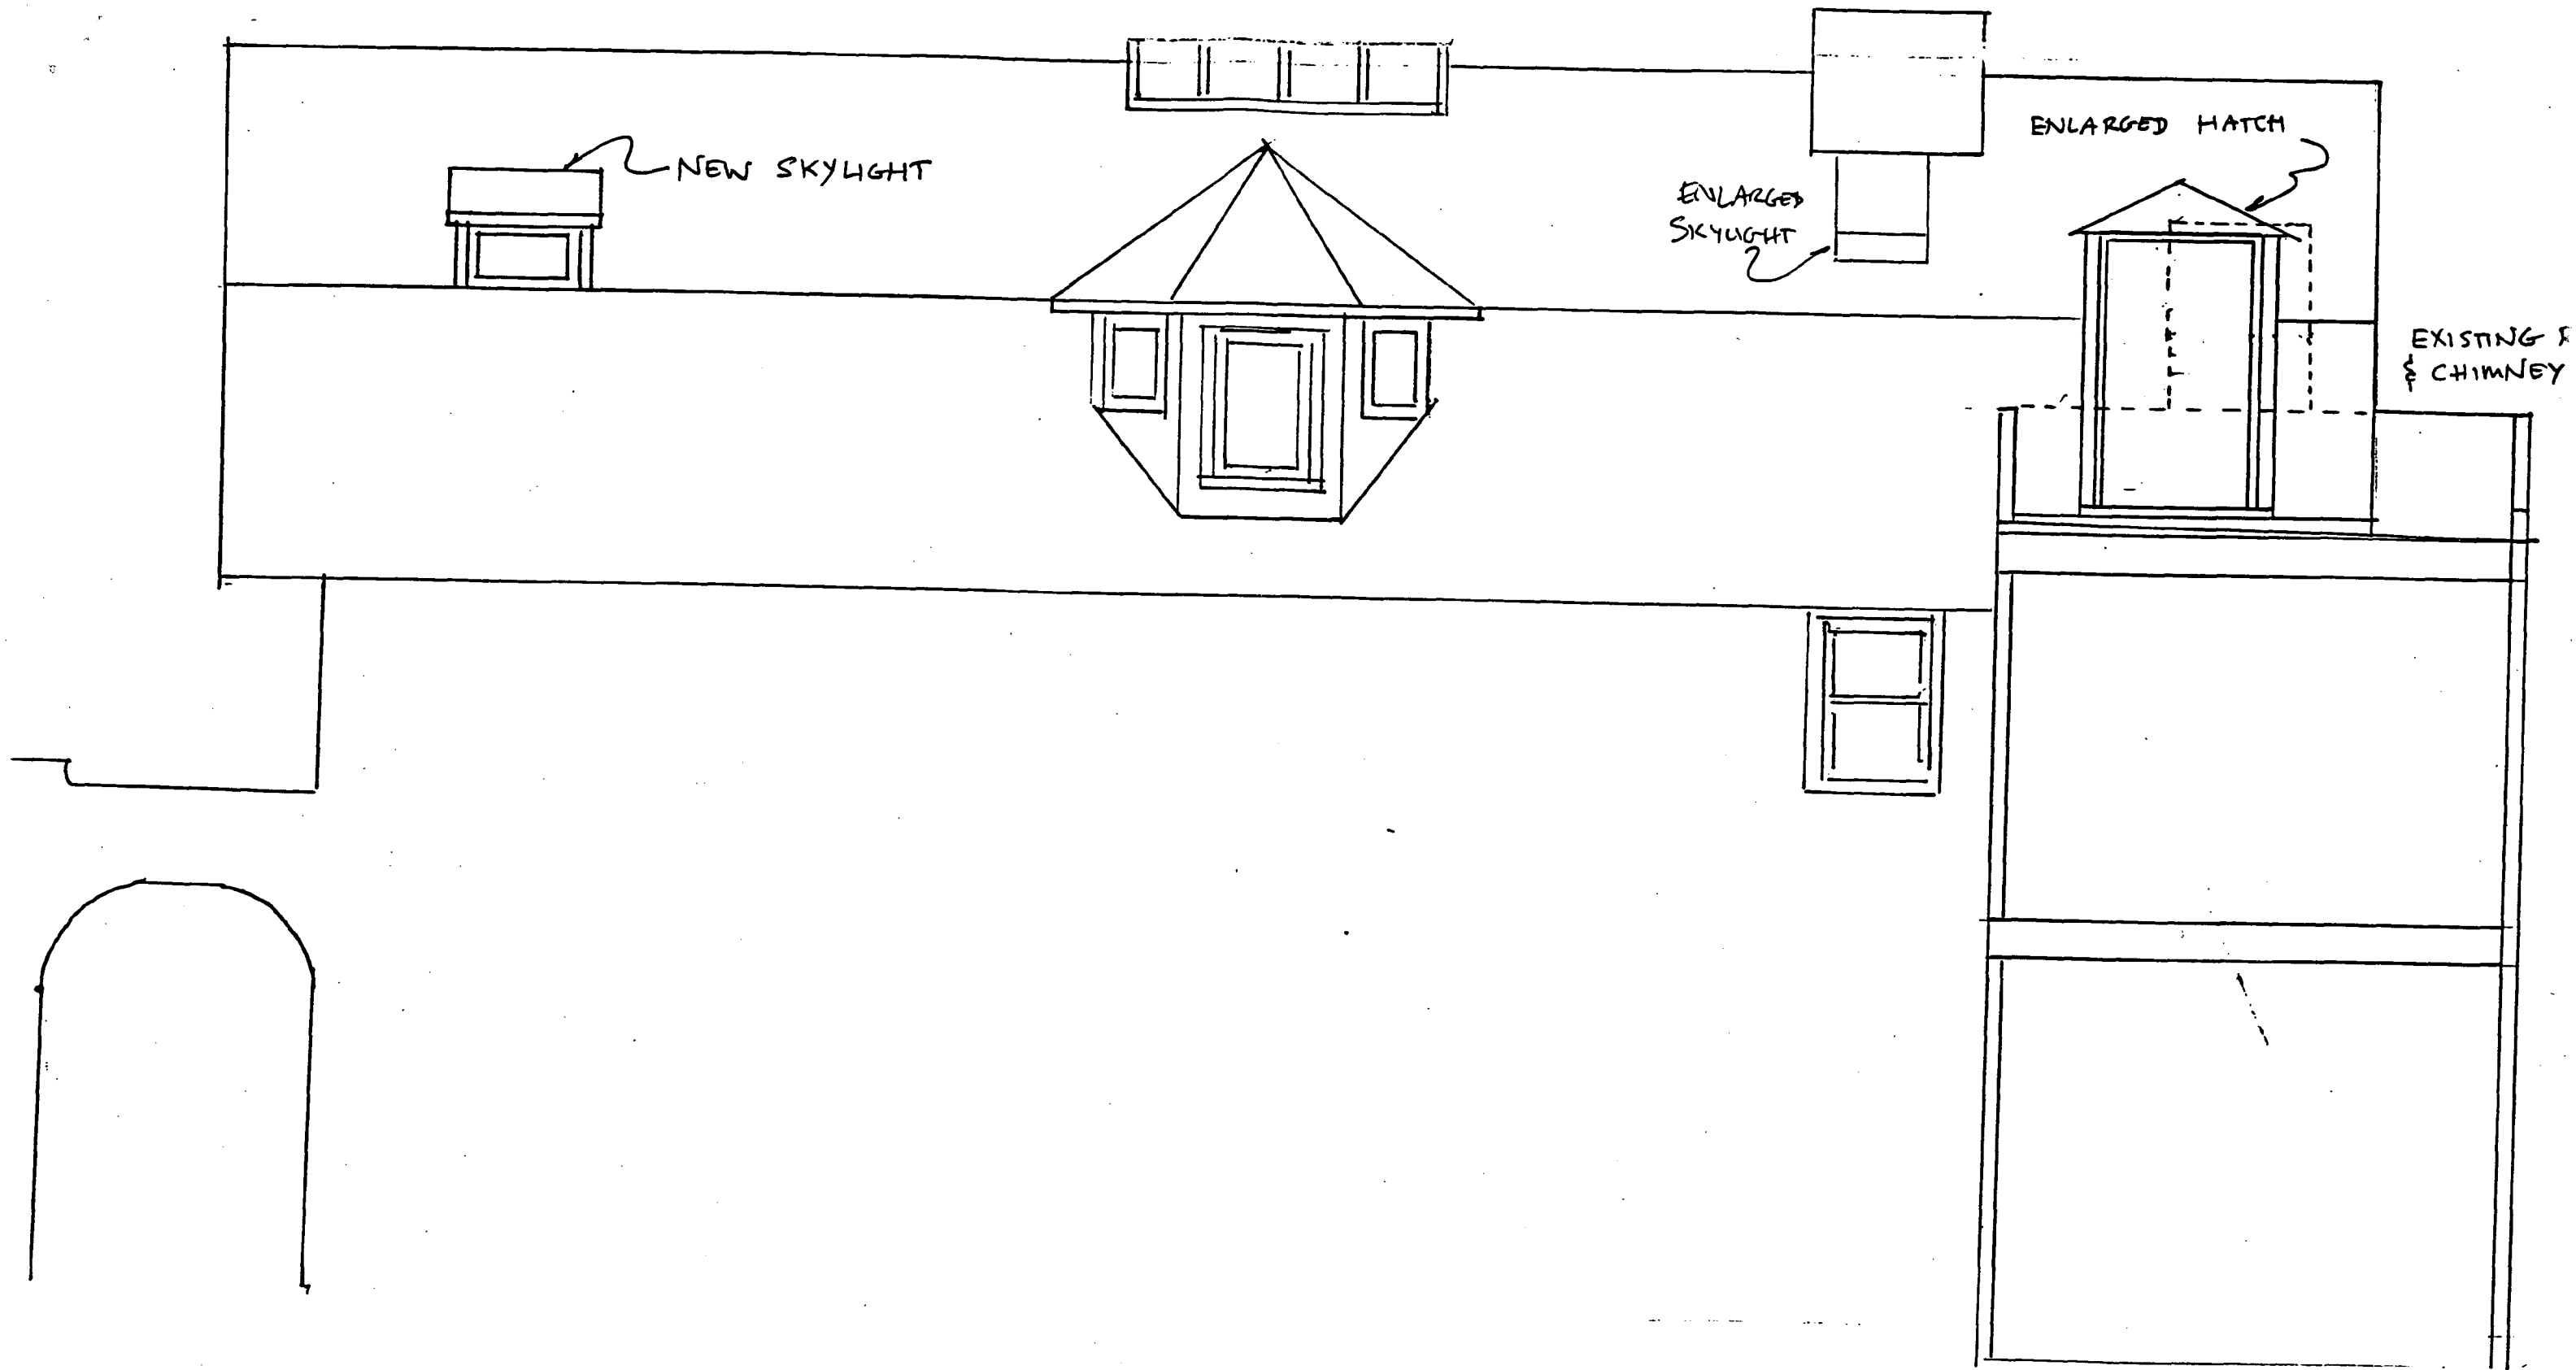 NEW SKYLIGHT
ENLARGED HATCH
ENLARGED
SKYLIGHT
EXISTING
& CHIMNEY